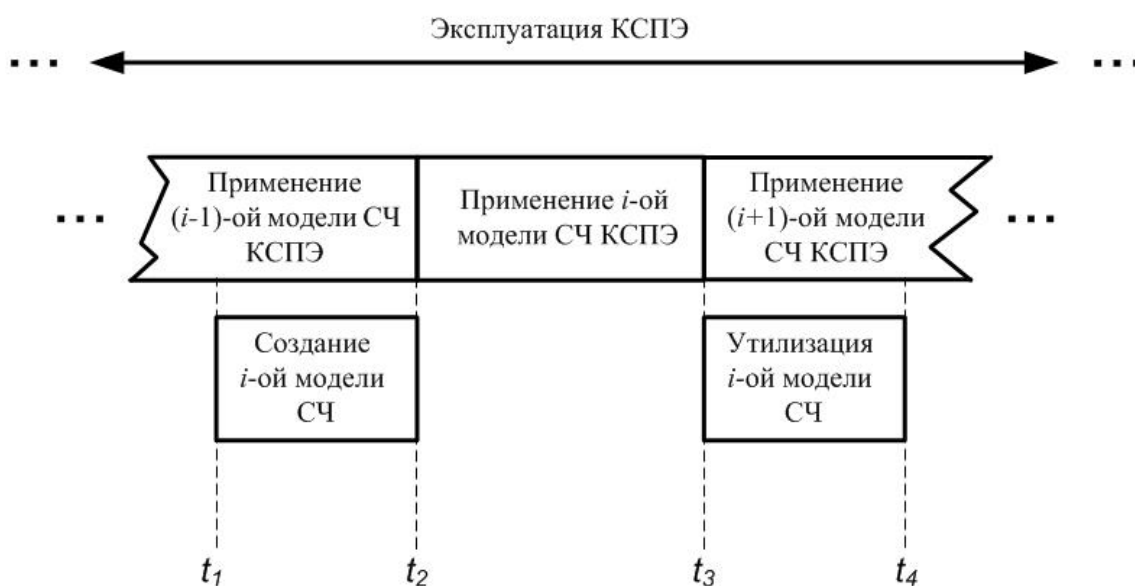 Эксплуатация КСПЭ
Применение
(i-1)-ой модели СЧ
КСПЭ
Применение i-ой
модели СЧ КСПЭ
Применение
(i+1)-ой модели
СЧ КСПЭ
Создание
i-ой модели
СЧ
Утилизация
i-ой модели
СЧ
t1
t2
t3
t4